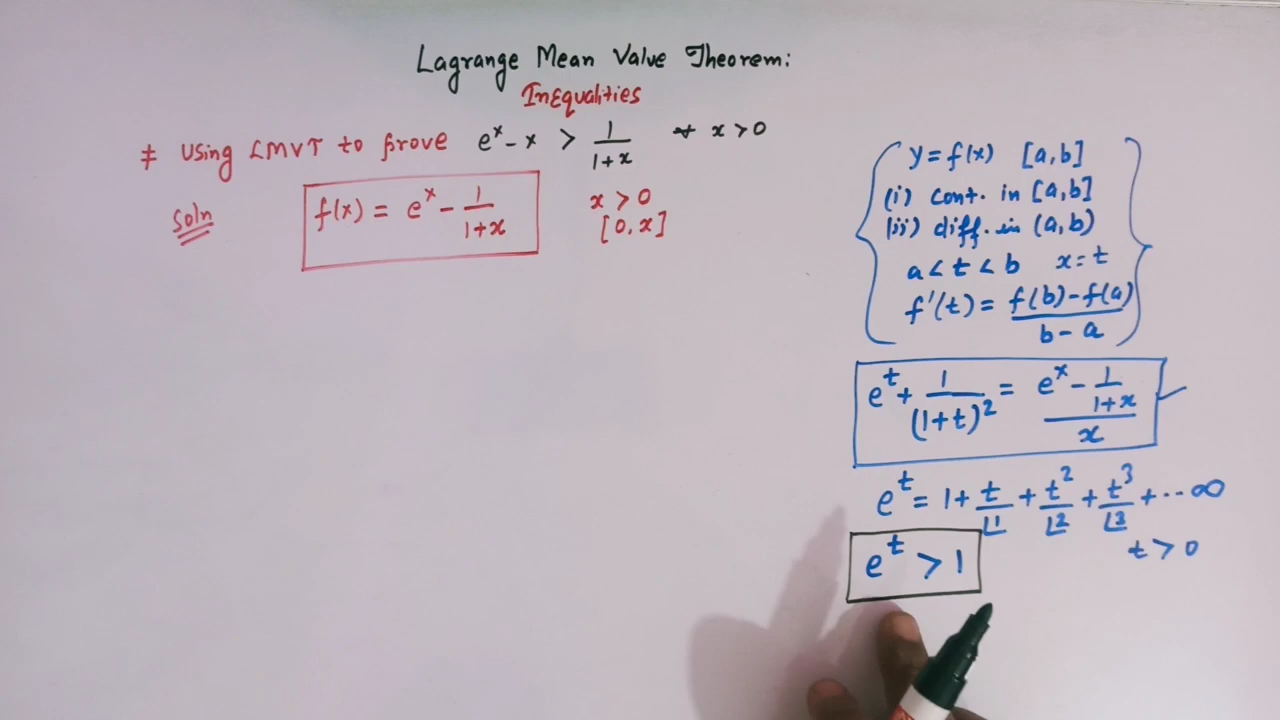 Lagrange Mean Value Theorem:
Inequalities
≠ Using LMVT to prove e^x - x > 1/(1+x) ∀ x > 0
Soln f(x) = e^x - 1/(1+x) x > 0
[0, x]
y = f(x) [a, b]
(i) cont. in [a, b]
(ii) diff. in (a, b)
a < t < b x = t
f'(t) = (f(b) - f(a))/(b - a)
e^t + 1/(1+t)^2 = (e^x - 1/(1+x))/x
e^t = 1 + t/∟1 + t^2/∟2 + t^3/∟3 + ... ∞
t > 0
e^t > 1